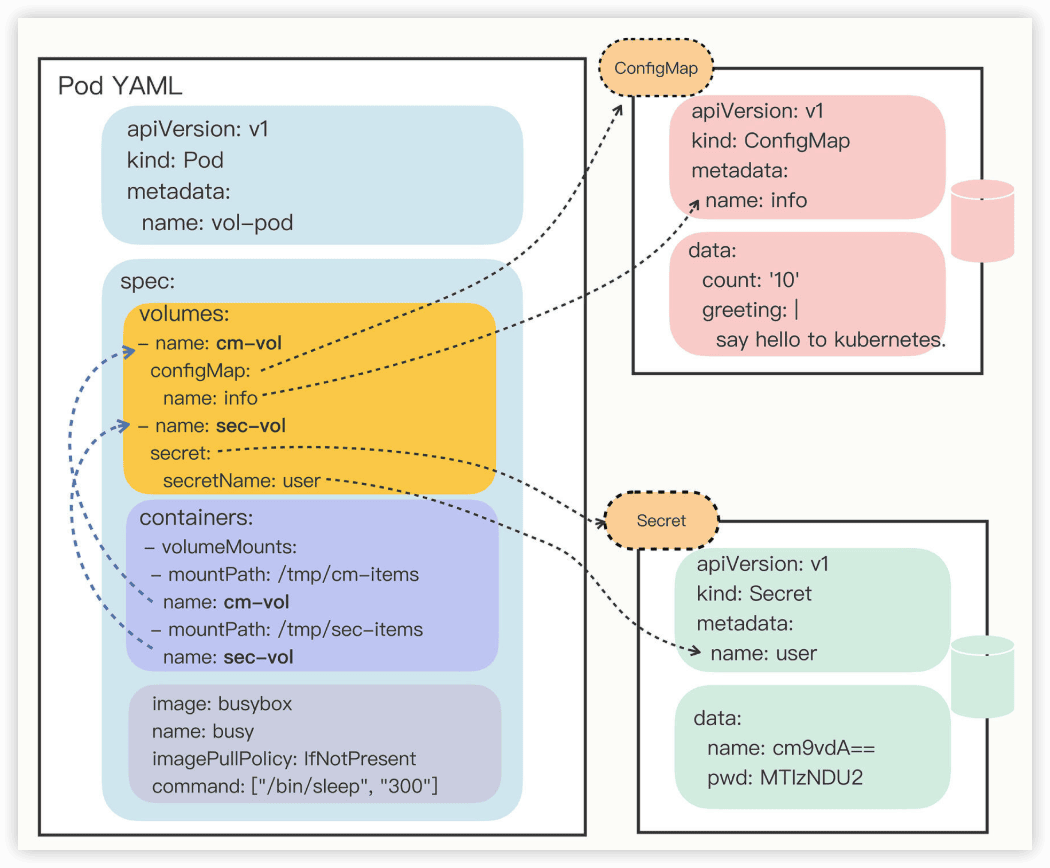 Pod YAML
apiVersion: v1
kind: Pod
metadata:
name: vol-pod
spec:
volumes:
- name: cm-vol
configMap:
name: info
- name: sec-vol
secret:
secretName: user
containers:
- volumeMounts:
- mountPath: /tmp/cm-items
name: cm-vol
- mountPath: /tmp/sec-items
name: sec-vol
image: busybox
name: busy
imagePullPolicy: IfNotPresent
command: ["/bin/sleep", "300"]
ConfigMap
apiVersion: v1
kind: ConfigMap
metadata:
name: info
data:
count: '10'
greeting: |
say hello to kubernetes.
Secret
apiVersion: v1
kind: Secret
metadata:
name: user
data:
name: cm9vdA==
pwd: MTIzNDU2